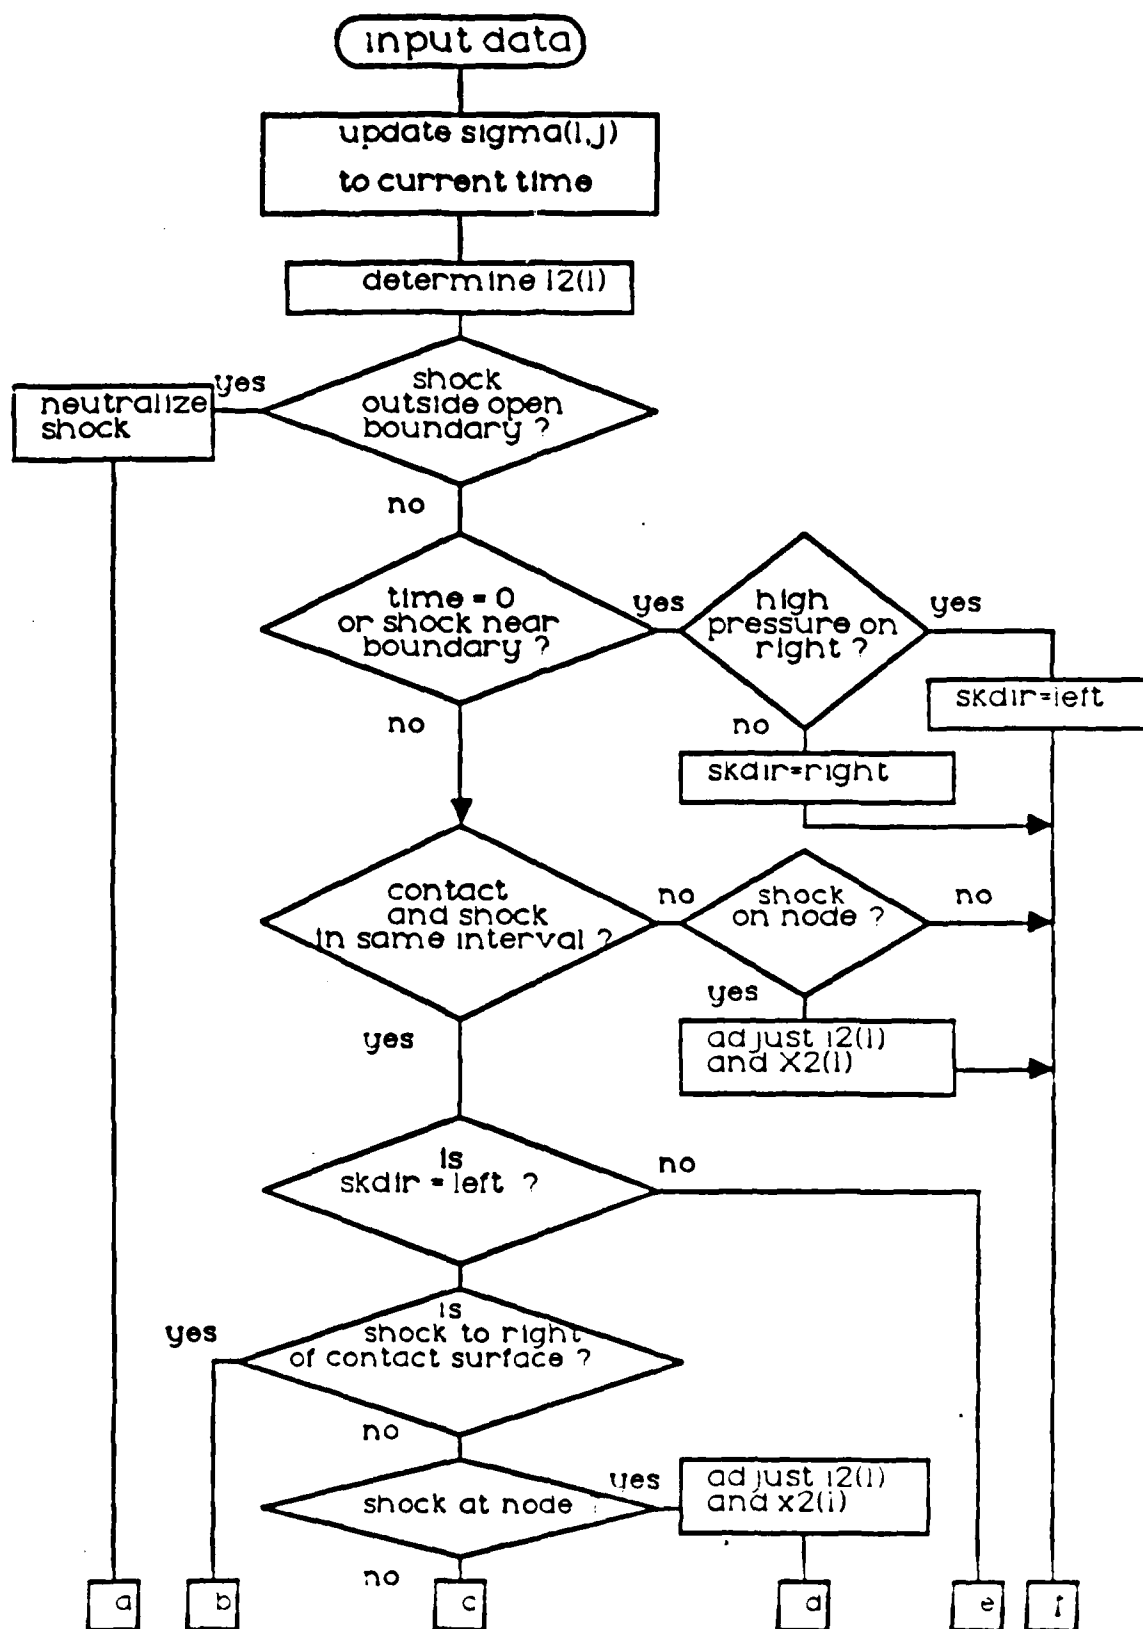 input data
update sigma(i,j)
to current time
determine i2(i)
shock
outside open
boundary ?
yes
neutralize
shock
no
time = 0
or shock near
boundary ?
yes
high
pressure on
right ?
yes
skdir=left
no
skdir=right
no
contact
and shock
in same interval ?
no
shock
on node ?
no
yes
adjust i2(i)
and X2(i)
yes
is
skdir = left ?
no
is
shock to right
of contact surface ?
yes
no
shock at node
yes
adjust i2(i)
and x2(i)
no
a
b
c
d
e
f